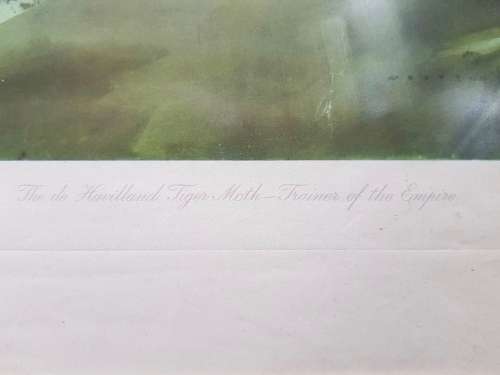 The de Havilland Tiger Moth — Trainer of the Empire